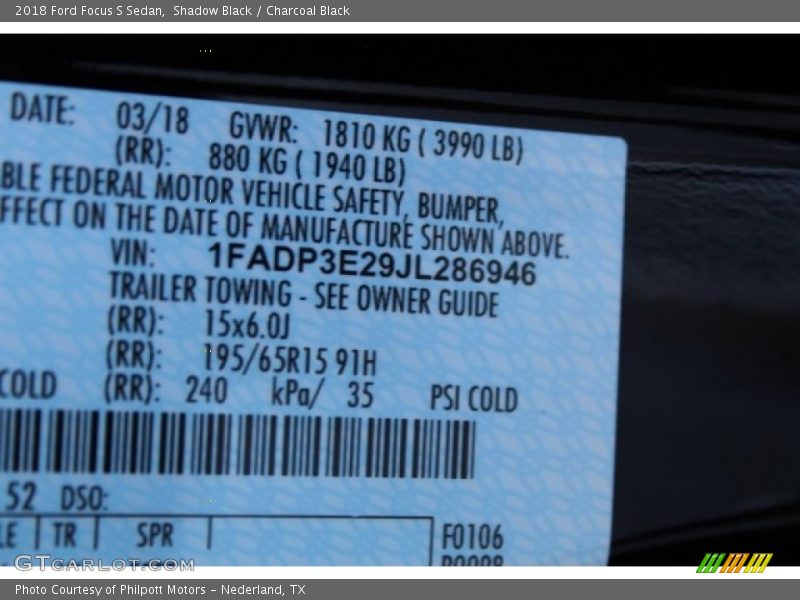 2018 Ford Focus S Sedan, Shadow Black / Charcoal Black
DATE: 03/18 GVWR: 1810 KG ( 3990 LB)
(RR): 880 KG ( 1940 LB)
BLE FEDERAL MOTOR VEHICLE SAFETY, BUMPER,
FFECT ON THE DATE OF MANUFACTURE SHOWN ABOVE.
VIN: 1FADP3E29JL286946
TRAILER TOWING - SEE OWNER GUIDE
(RR): 15x6.0J
(RR): 195/65R15 91H
COLD (RR): 240 kPa/ 35 PSI COLD
52 DSO:
LE TR SPR F0106
GTCARLOT.COM
Photo Courtesy of Philpott Motors - Nederland, TX